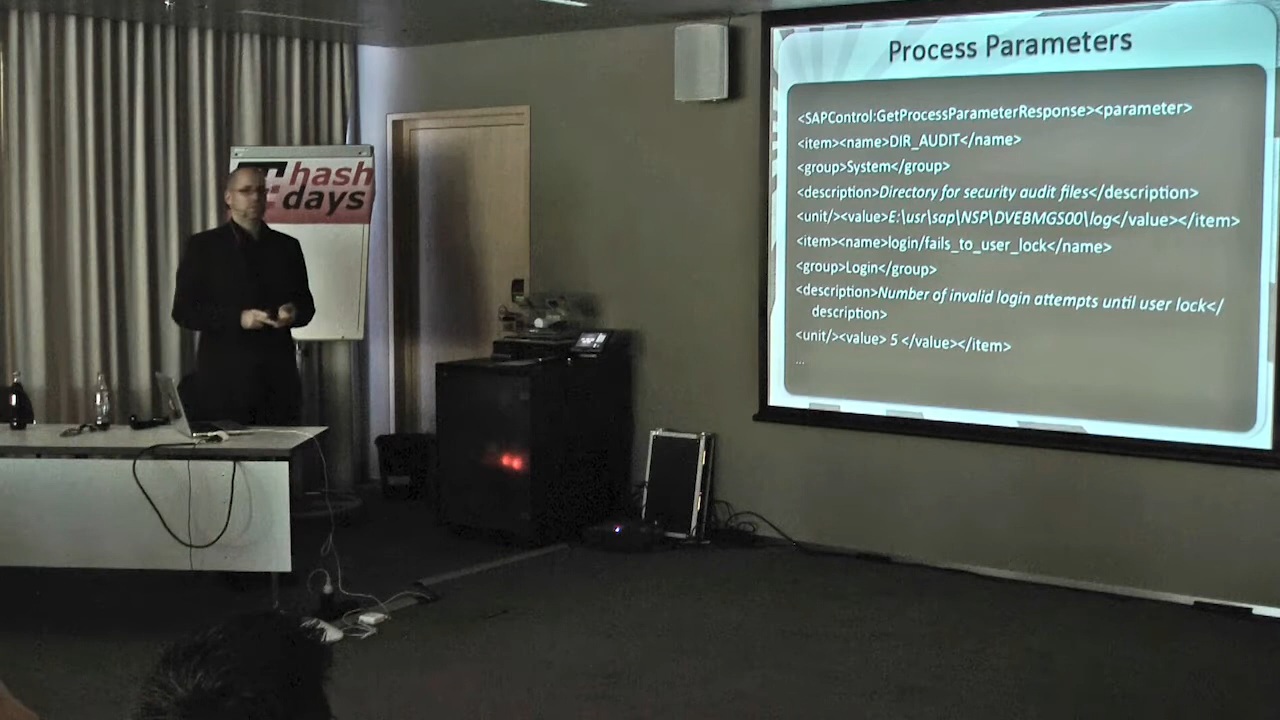 # hash
days
Process Parameters
<SAPControl:GetProcessParameterResponse><parameter>
<item><name>DIR_AUDIT</name>
<group>System</group>
<description>Directory for security audit files</description>
<unit/><value>E:\usr\sap\NSP\DVEBMGS00\log</value></item>
<item><name>login/fails_to_user_lock</name>
<group>Login</group>
<description>Number of invalid login attempts until user lock</
description>
<unit/><value> 5 </value></item>
...